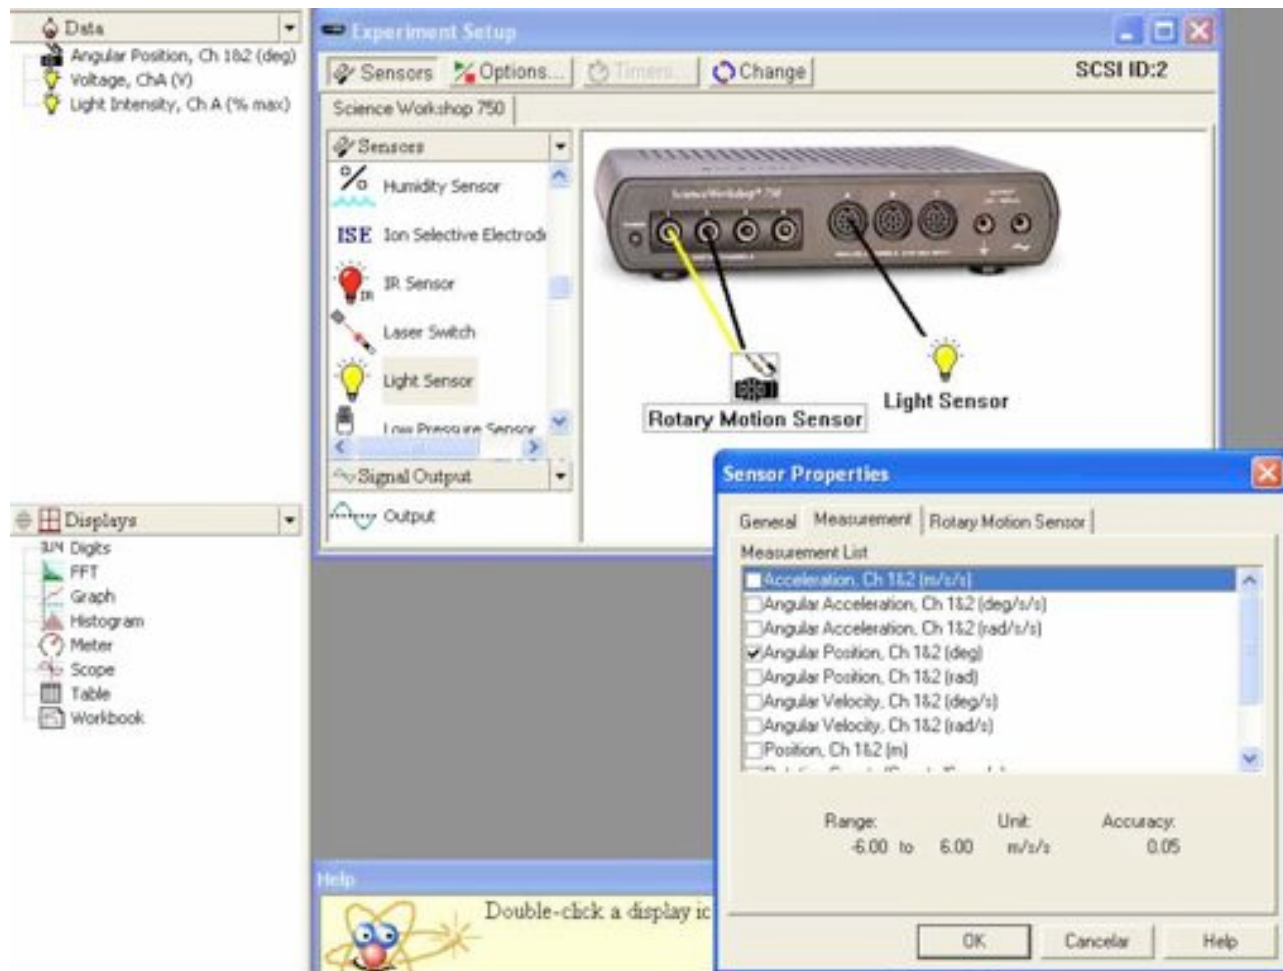 Data
Angular Position, Ch 1&2 (deg)
Voltage, ChA (V)
Light Intensity, Ch A (% max)
Displays
3.14 Digits
FFT
Graph
Histogram
Meter
Scope
Table
Workbook
Experiment Setup
Sensors
Options...
Timers...
Change
SCSI ID:2
Science Workshop 750
Sensors
Humidity Sensor
ISE Ion Selective Electrode
IR
IR Sensor
Laser Switch
Light Sensor
Low Pressure Sensor
Signal Output
Output
ScienceWorkshop® 750
A B C
Rotary Motion Sensor
Light Sensor
Sensor Properties
General
Measurement
Rotary Motion Sensor
Measurement List
Acceleration, Ch 1&2 (m/s/s)
Angular Acceleration, Ch 1&2 (deg/s/s)
Angular Acceleration, Ch 1&2 (rad/s/s)
Angular Position, Ch 1&2 (deg)
Angular Position, Ch 1&2 (rad)
Angular Velocity, Ch 1&2 (deg/s)
Angular Velocity, Ch 1&2 (rad/s)
Position, Ch 1&2 (m)
Range: Unit: Accuracy:
-6.00 to 6.00 m/s/s 0.05
OK
Cancelar
Help
Help
Double-click a display ic